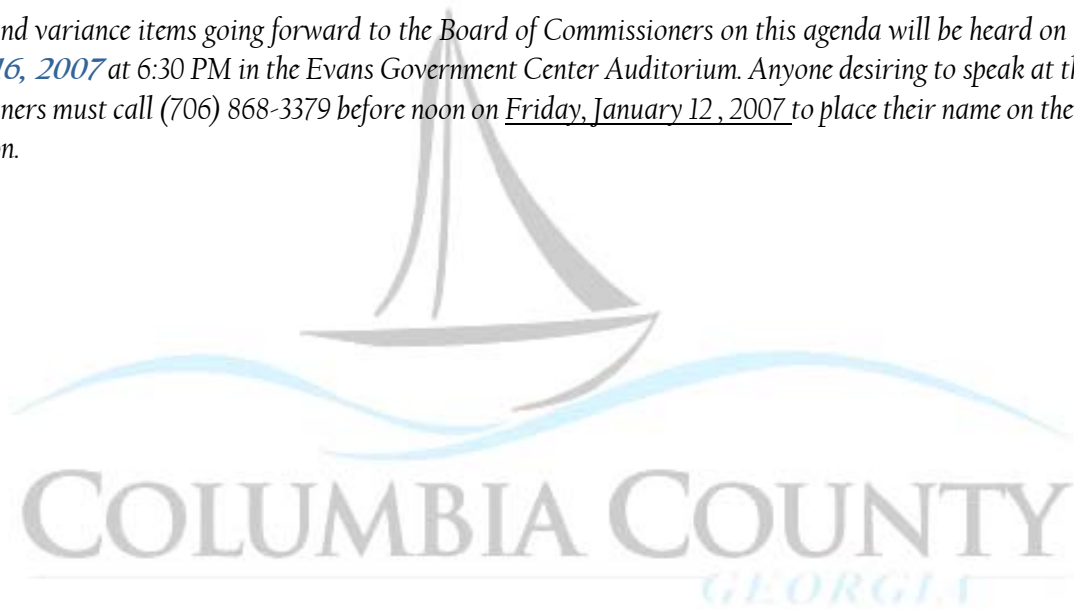 nd variance items going forward to the Board of Commissioners on this agenda will be heard on
16, 2007 at 6:30 PM in the Evans Government Center Auditorium. Anyone desiring to speak at th
ners must call (706) 868-3379 before noon on Friday, January 12 , 2007 to place their name on the
n.
COLUMBIA COUNTY
GEORGIA